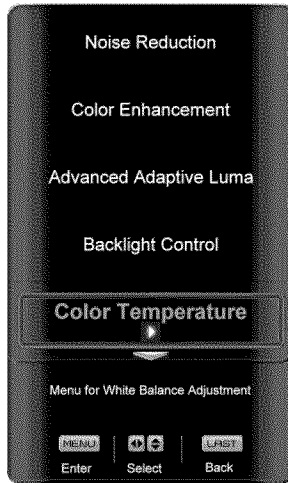 Noise Reduction
Color Enhancement
Advanced Adaptive Luma
Backlight Control
Color Temperature
Menu for White Balance Adjustment
MENU LAST
Enter Select Back